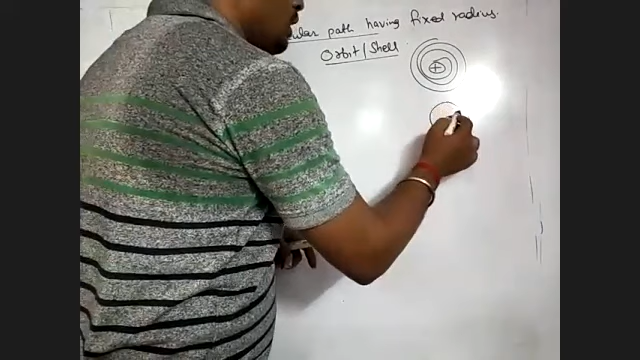 path having fixed radius.
Orbit/Shell.
+